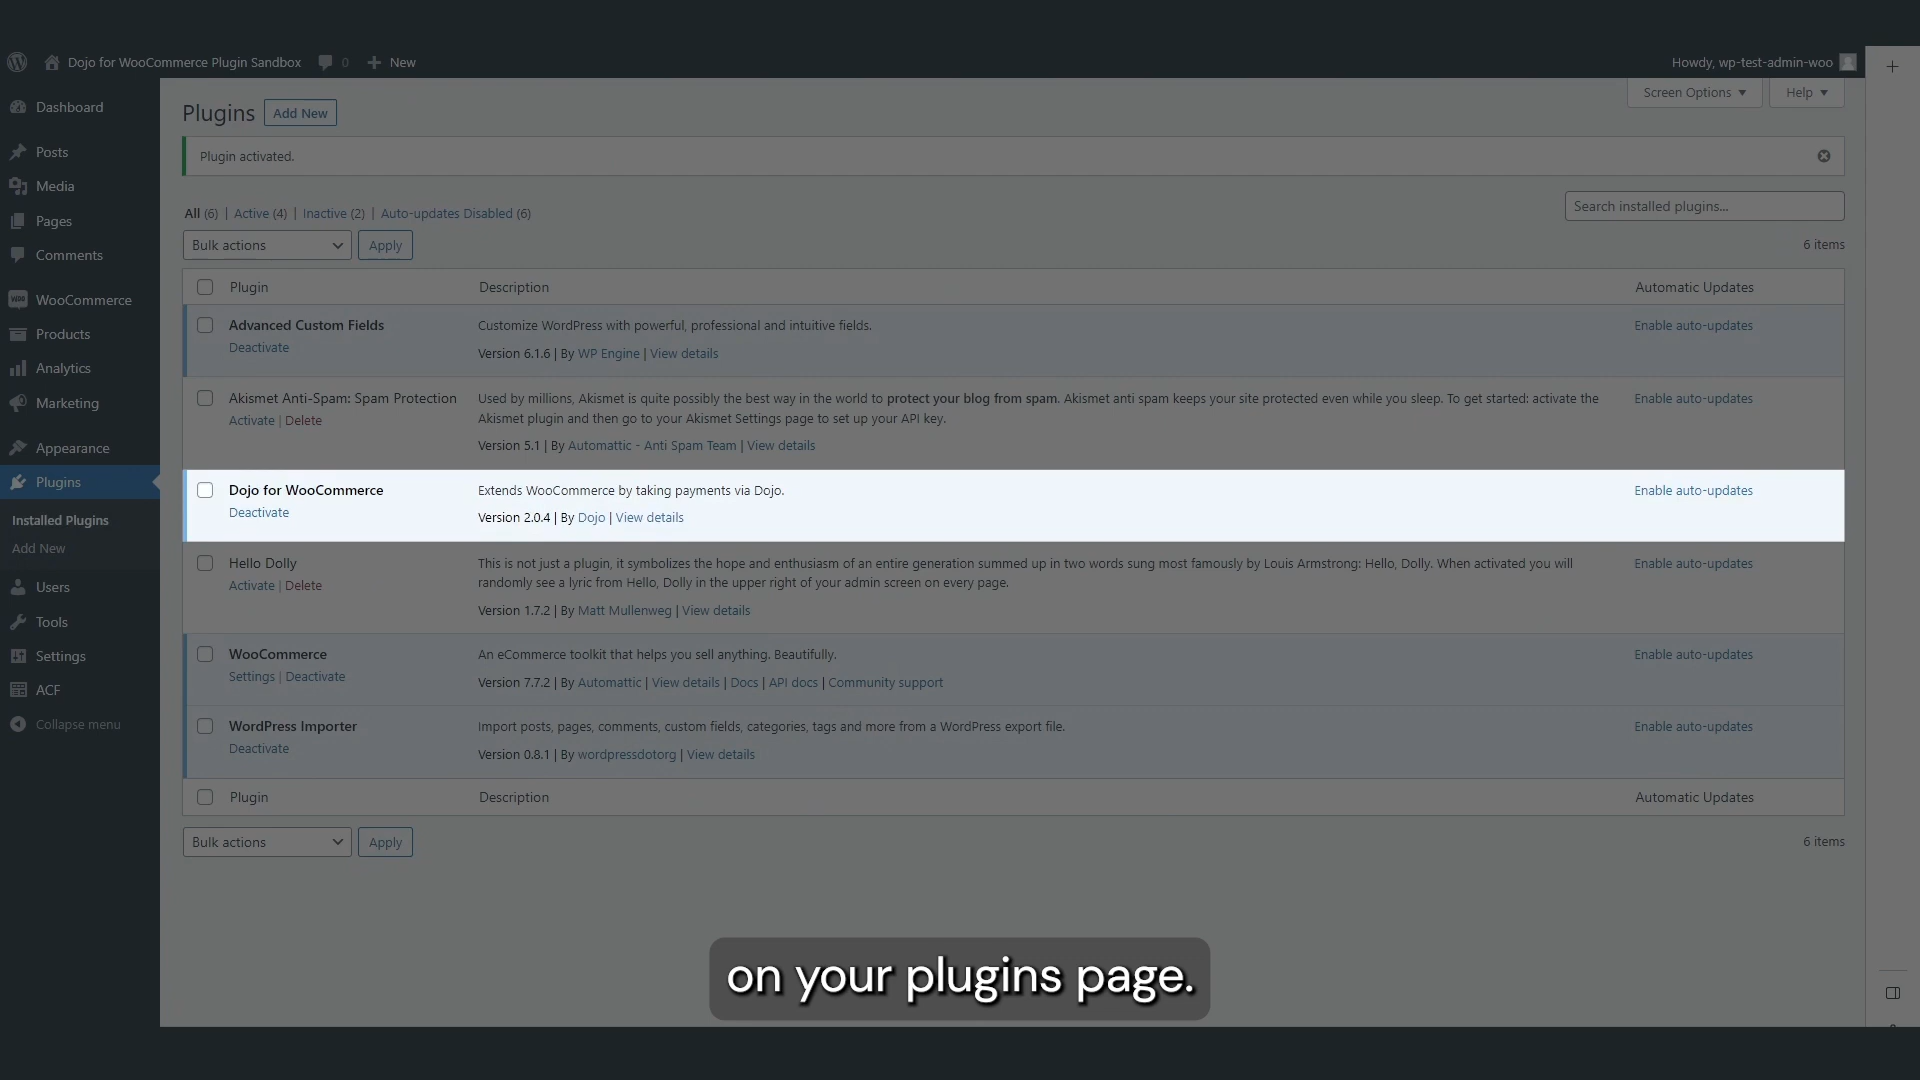 Dojo for WooCommerce Plugin Sandbox 0 New Howdy, wp-test-admin-woo
Screen Options Help
Dashboard
Posts
Media
Pages
Comments
WooCommerce
Products
Analytics
Marketing
Appearance
Plugins
Installed Plugins
Add New
Users
Tools
Settings
ACF
Collapse menu
Plugins Add New
Plugin activated.
All (6) | Active (4) | Inactive (2) | Auto-updates Disabled (6)
Search installed plugins...
Bulk actions Apply
6 items
Plugin Description Automatic Updates
Advanced Custom Fields
Deactivate
Customize WordPress with powerful, professional and intuitive fields.
Version 6.1.6 | By WP Engine | View details
Enable auto-updates
Akismet Anti-Spam: Spam Protection
Activate | Delete
Used by millions, Akismet is quite possibly the best way in the world to protect your blog from spam. Akismet anti spam keeps your site protected even while you sleep. To get started: activate the
Akismet plugin and then go to your Akismet Settings page to set up your API key.
Version 5.1 | By Automattic - Anti Spam Team | View details
Enable auto-updates
Dojo for WooCommerce
Deactivate
Extends WooCommerce by taking payments via Dojo.
Version 2.0.4 | By Dojo | View details
Enable auto-updates
Hello Dolly
Activate | Delete
This is not just a plugin, it symbolizes the hope and enthusiasm of an entire generation summed up in two words sung most famously by Louis Armstrong: Hello, Dolly. When activated you will
randomly see a lyric from Hello, Dolly in the upper right of your admin screen on every page.
Version 1.7.2 | By Matt Mullenweg | View details
Enable auto-updates
WooCommerce
Settings | Deactivate
An eCommerce toolkit that helps you sell anything. Beautifully.
Version 7.7.2 | By Automattic | View details | Docs | API docs | Community support
Enable auto-updates
WordPress Importer
Deactivate
Import posts, pages, comments, custom fields, categories, tags and more from a WordPress export file.
Version 0.8.1 | By wordpressdotorg | View details
Enable auto-updates
Plugin Description Automatic Updates
Bulk actions Apply
6 items
on your plugins page.